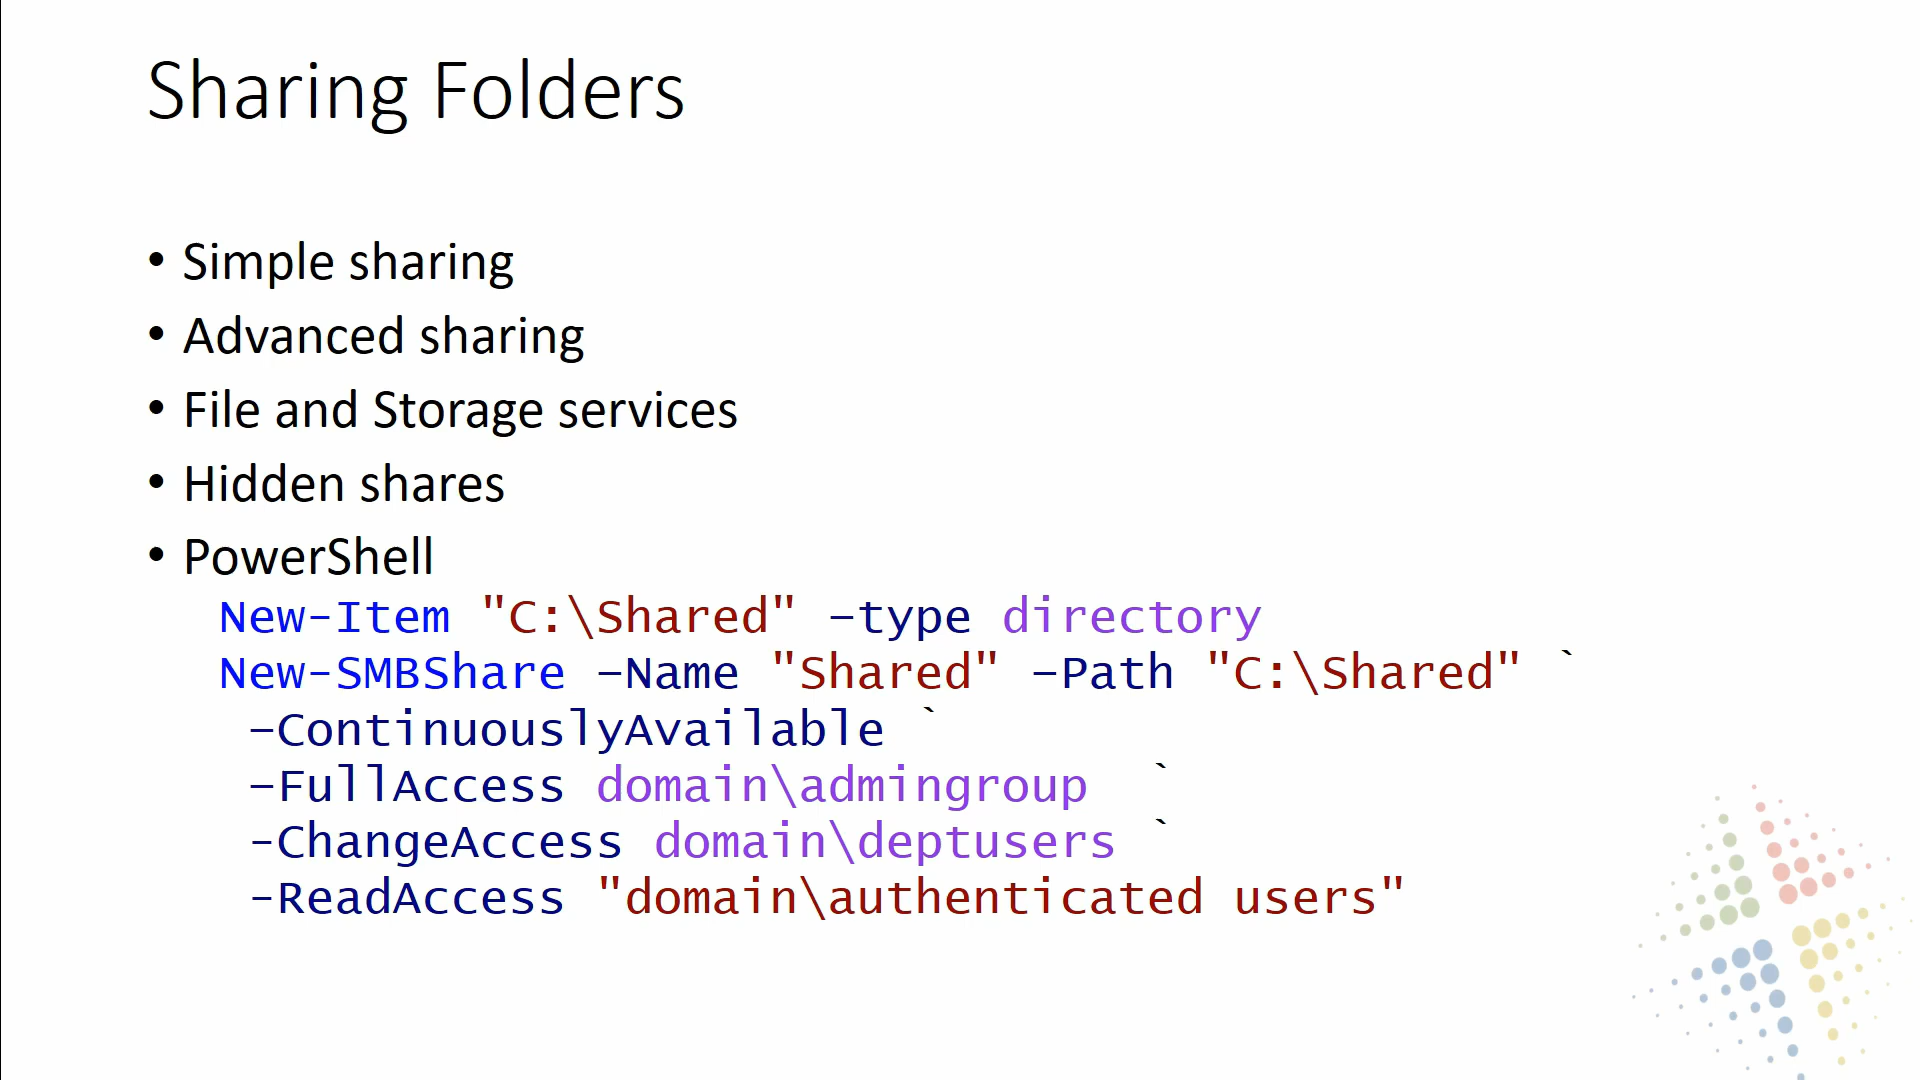 Sharing Folders
• Simple sharing
• Advanced sharing
• File and Storage services
• Hidden shares
• PowerShell
New-Item "C:\Shared" –type directory
New-SMBShare –Name "Shared" –Path "C:\Shared" `
–ContinuouslyAvailable `
–FullAccess domain\admingroup `
-ChangeAccess domain\deptusers `
-ReadAccess "domain\authenticated users"